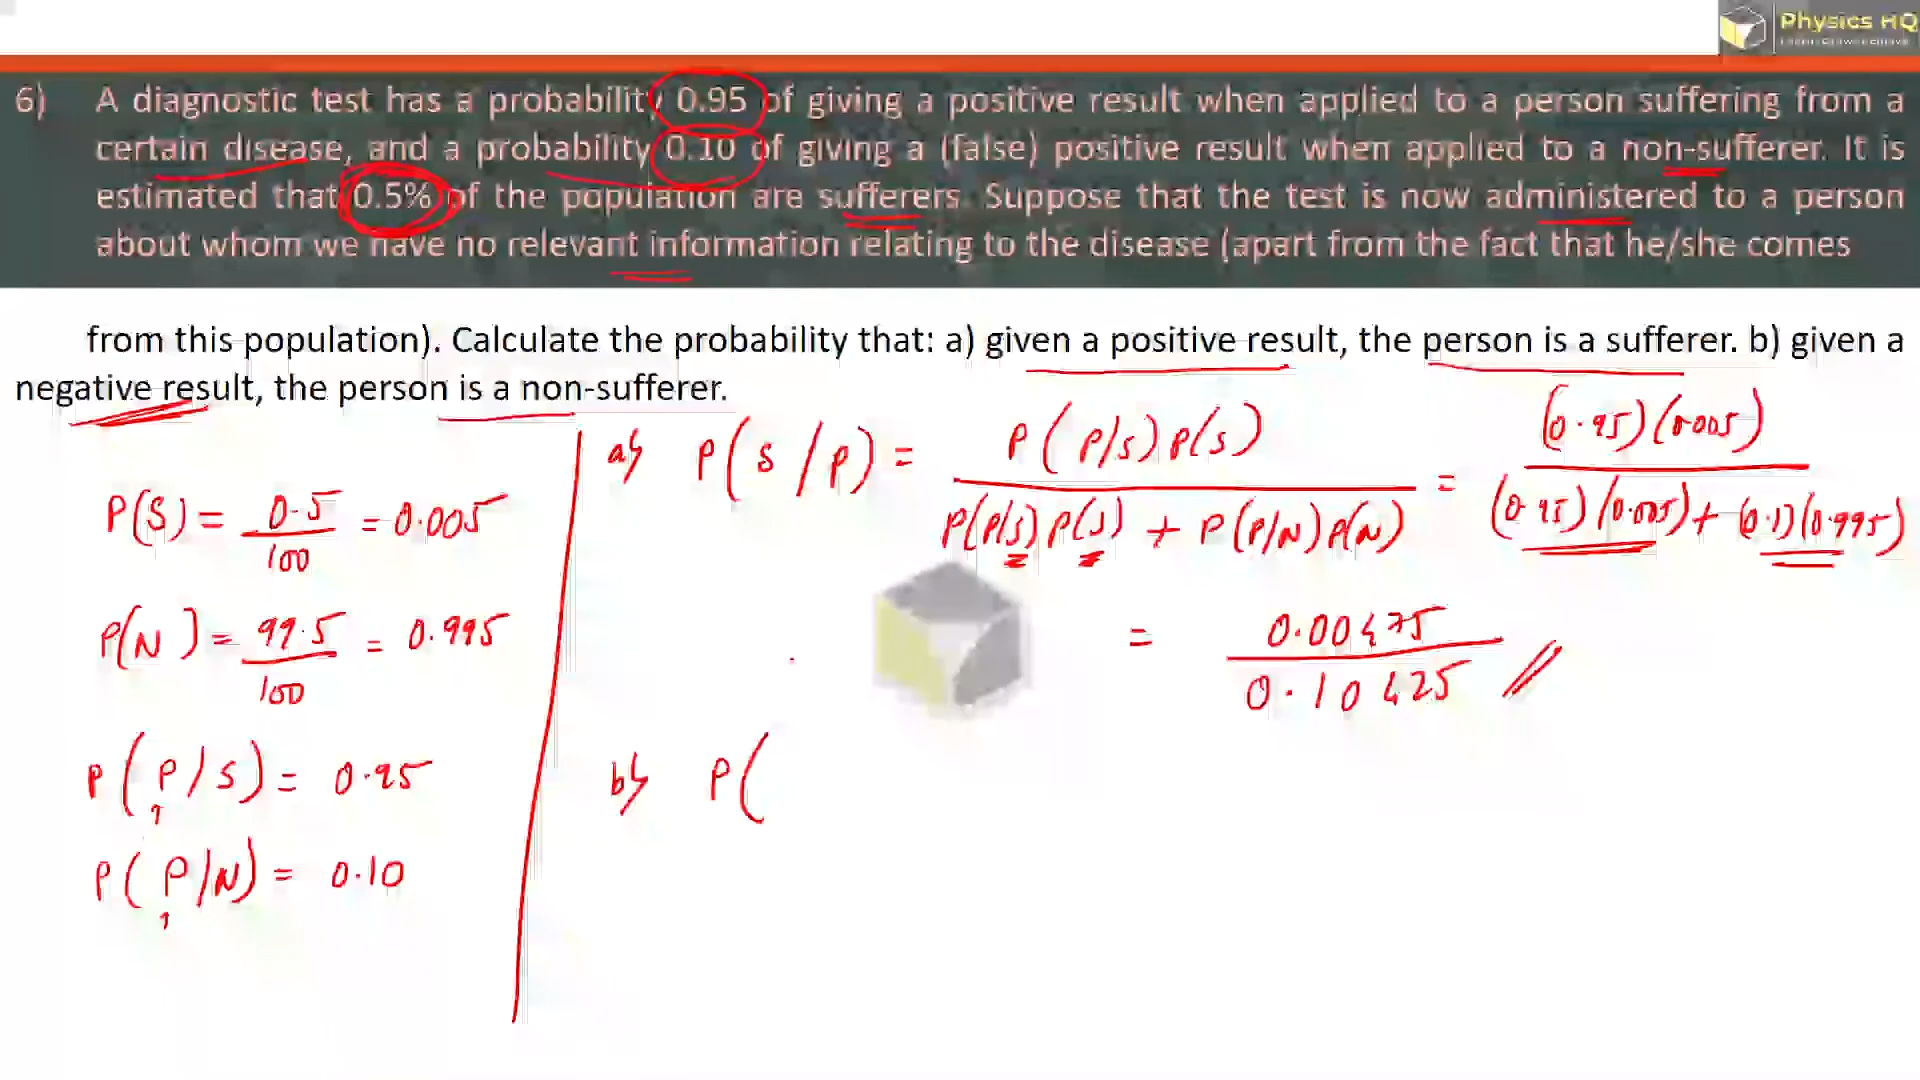 Physics HQ
6) A diagnostic test has a probability 0.95 of giving a positive result when applied to a person suffering from a
certain disease, and a probability 0.10 of giving a (false) positive result when applied to a non-sufferer. It is
estimated that 0.5% of the population are sufferers. Suppose that the test is now administered to a person
about whom we have no relevant information relating to the disease (apart from the fact that he/she comes
from this population). Calculate the probability that: a) given a positive result, the person is a sufferer. b) given a
negative result, the person is a non-sufferer.
P(S) = 0.5/100 = 0.005
P(N) = 99.5/100 = 0.995
P(P/S) = 0.95
P(P/N) = 0.10
a) P(S/P) = P(P/S)P(S) / P(P/S)P(S) + P(P/N)P(N) = (0.95)(0.005) / (0.95)(0.005) + (0.1)(0.995)
= 0.00475 / 0.10425
b) P(